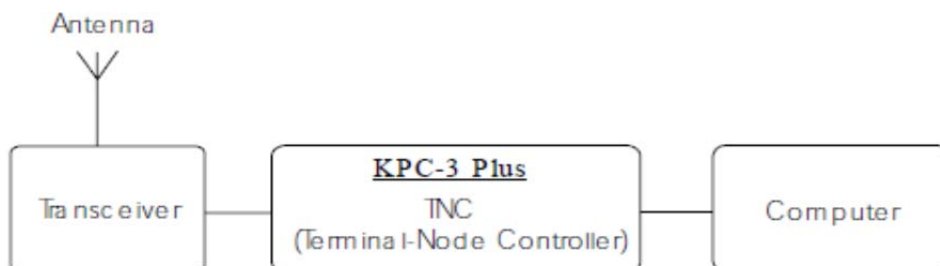 Antenna
Transceiver
KPC-3 Plus
TNC
(Terminal-Node Controller)
Computer